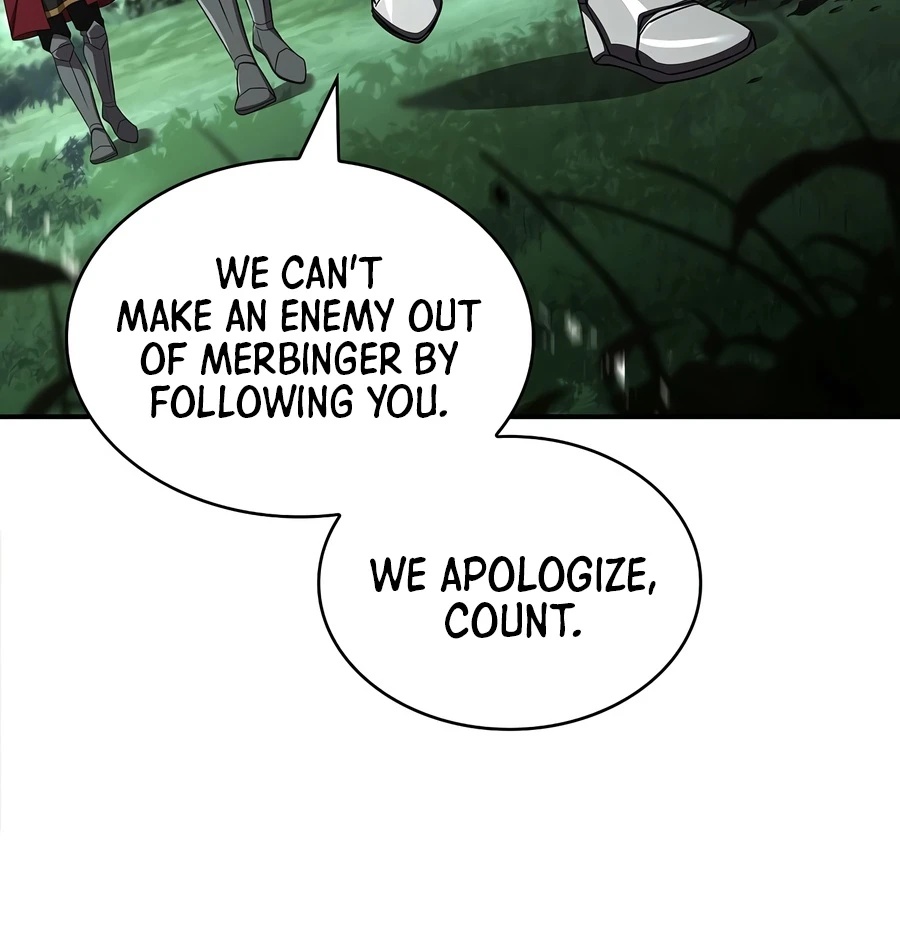 WE CAN'T
MAKE AN ENEMY OUT
OF MERBINGER BY
FOLLOWING YOU.
WE APOLOGIZE,
COUNT.